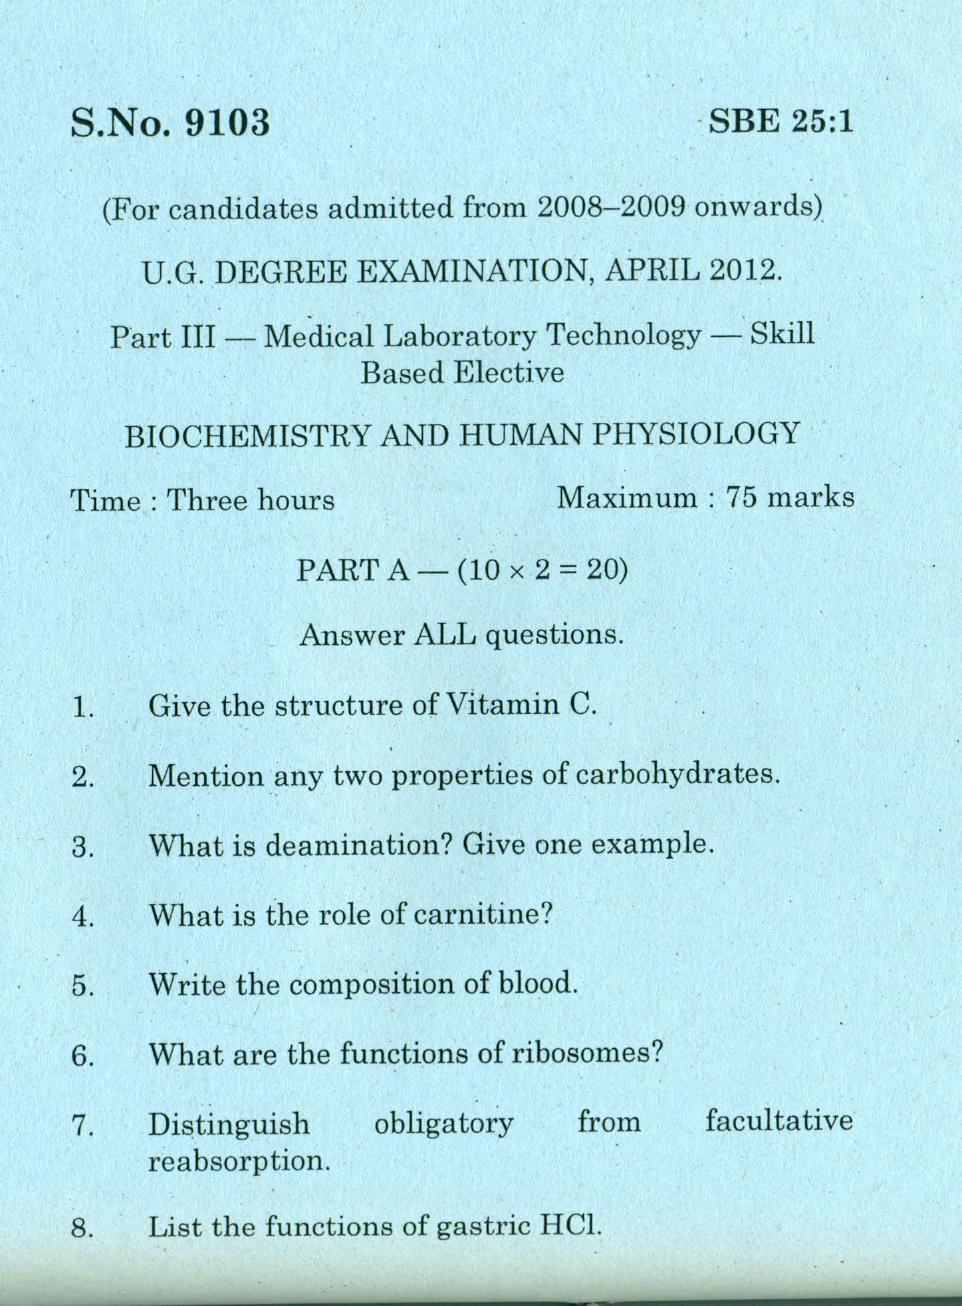 S.No. 9103 SBE 25:1
(For candidates admitted from 2008–2009 onwards)
U.G. DEGREE EXAMINATION, APRIL 2012.
Part III — Medical Laboratory Technology — Skill
Based Elective
BIOCHEMISTRY AND HUMAN PHYSIOLOGY
Time : Three hours Maximum : 75 marks
PART A — (10 × 2 = 20)
Answer ALL questions.
1. Give the structure of Vitamin C.
2. Mention any two properties of carbohydrates.
3. What is deamination? Give one example.
4. What is the role of carnitine?
5. Write the composition of blood.
6. What are the functions of ribosomes?
7. Distinguish obligatory from facultative
reabsorption.
8. List the functions of gastric HCl.